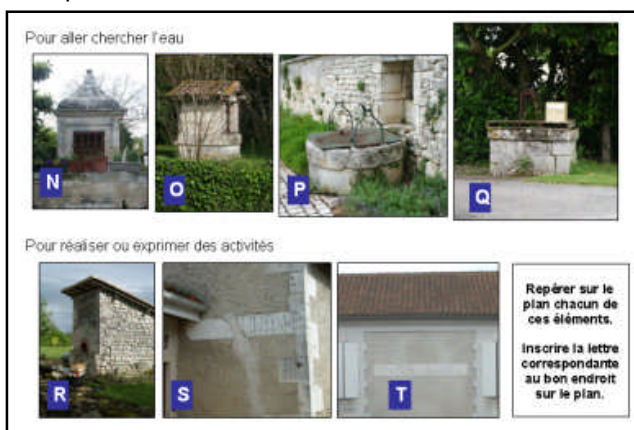 Pour aller chercher l'eau
N
O
P
Q
Pour réaliser ou exprimer des activités
R
S
T
Repérer sur le
plan chacun de
ces éléments.
Inscrire la lettre
correspondante
au bon endroit
sur le plan.